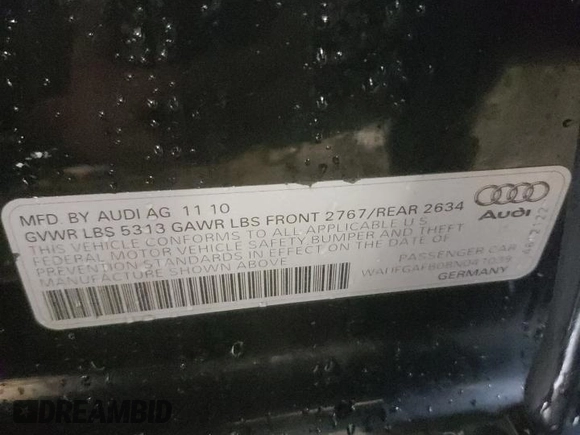 MFD. BY AUDI AG 11 10
GVWR LBS 5313 GAWR LBS FRONT 2767/REAR 2634
THIS VEHICLE CONFORMS TO ALL APPLICABLE U.S.
FEDERAL MOTOR VEHICLE SAFETY BUMPER AND THEFT
PREVENTION STANDARDS IN EFFECT ON THE DATE OF
MANUFACTURE SHOWN ABOVE
Audi
PASSENGER CAR
GERMANY
DREAMBID